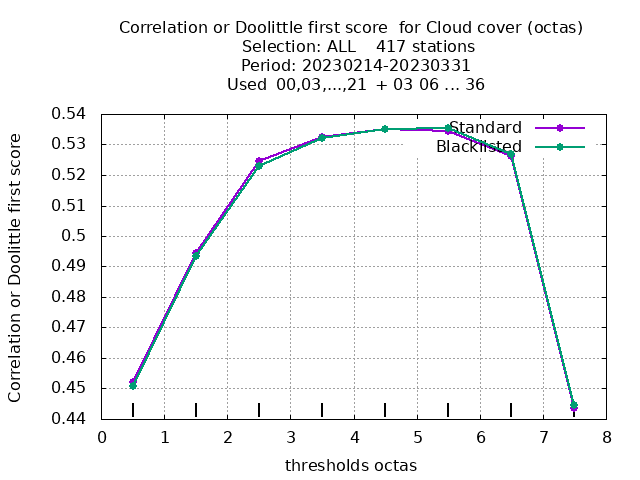 Correlation or Doolittle first score  for Cloud cover (octas)
Selection: ALL    417 stations
Period: 20230214-20230331
Used  00,03,...,21  + 03 06 ... 36
Standard
Blacklisted
Correlation or Doolittle first score
0.54
0.53
0.52
0.51
0.5
0.49
0.48
0.47
0.46
0.45
0.44
0 1 2 3 4 5 6 7 8
thresholds octas